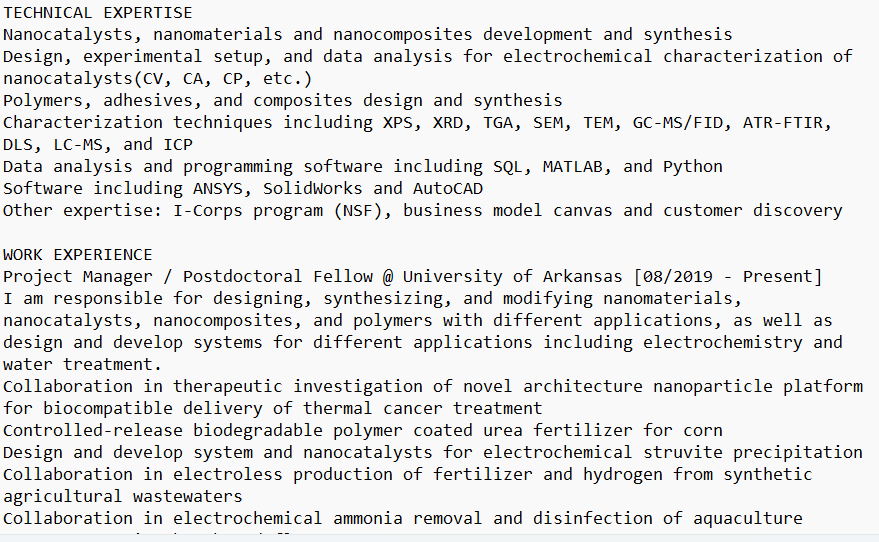 TECHNICAL EXPERTISE
Nanocatalysts, nanomaterials and nanocomposites development and synthesis
Design, experimental setup, and data analysis for electrochemical characterization of
nanocatalysts(CV, CA, CP, etc.)
Polymers, adhesives, and composites design and synthesis
Characterization techniques including XPS, XRD, TGA, SEM, TEM, GC-MS/FID, ATR-FTIR,
DLS, LC-MS, and ICP
Data analysis and programming software including SQL, MATLAB, and Python
Software including ANSYS, SolidWorks and AutoCAD
Other expertise: I-Corps program (NSF), business model canvas and customer discovery
WORK EXPERIENCE
Project Manager / Postdoctoral Fellow @ University of Arkansas [08/2019 - Present]
I am responsible for designing, synthesizing, and modifying nanomaterials,
nanocatalysts, nanocomposites, and polymers with different applications, as well as
design and develop systems for different applications including electrochemistry and
water treatment.
Collaboration in therapeutic investigation of novel architecture nanoparticle platform
for biocompatible delivery of thermal cancer treatment
Controlled-release biodegradable polymer coated urea fertilizer for corn
Design and develop system and nanocatalysts for electrochemical struvite precipitation
Collaboration in electroless production of fertilizer and hydrogen from synthetic
agricultural wastewaters
Collaboration in electrochemical ammonia removal and disinfection of aquaculture